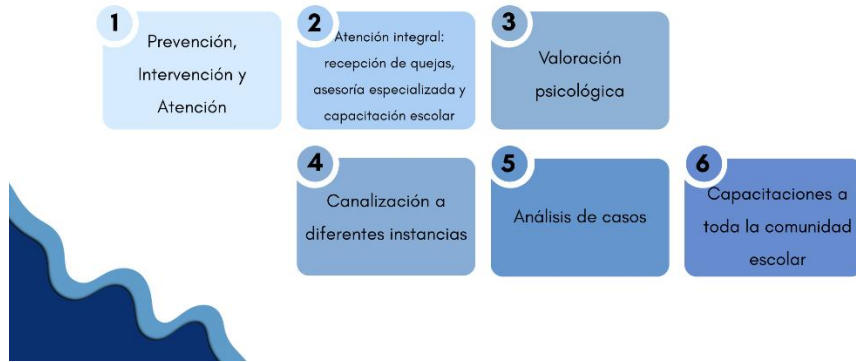 1
Prevención,
Intervención y
Atención
2
Atención integral:
recepción de quejas,
asesoría especializada y
capacitación escolar
3
Valoración
psicológica
4
Canalización a
diferentes instancias
5
Análisis de casos
6
Capacitaciones a
toda la comunidad
escolar